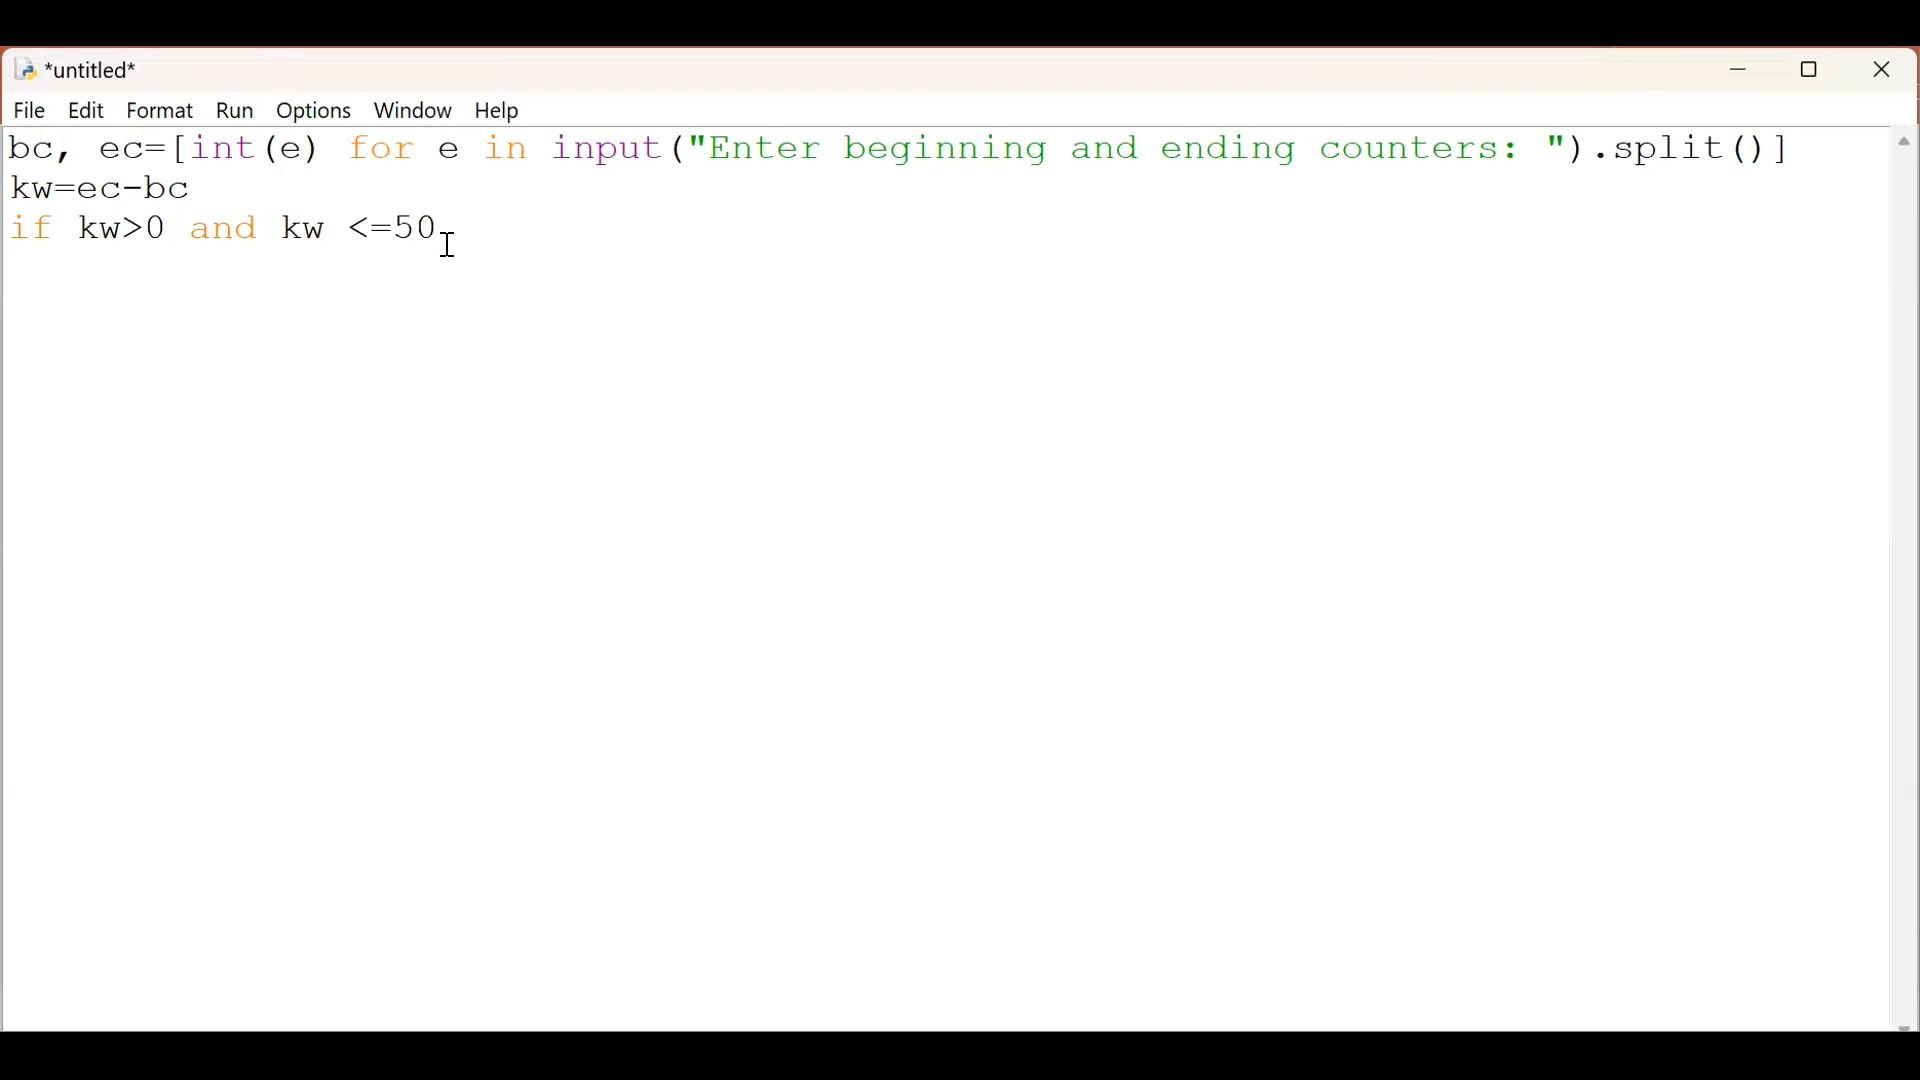 *untitled*
File Edit Format Run Options Window Help
bc, ec=[int(e) for e in input("Enter beginning and ending counters: ").split()]
kw=ec-bc
if kw>0 and kw <=50